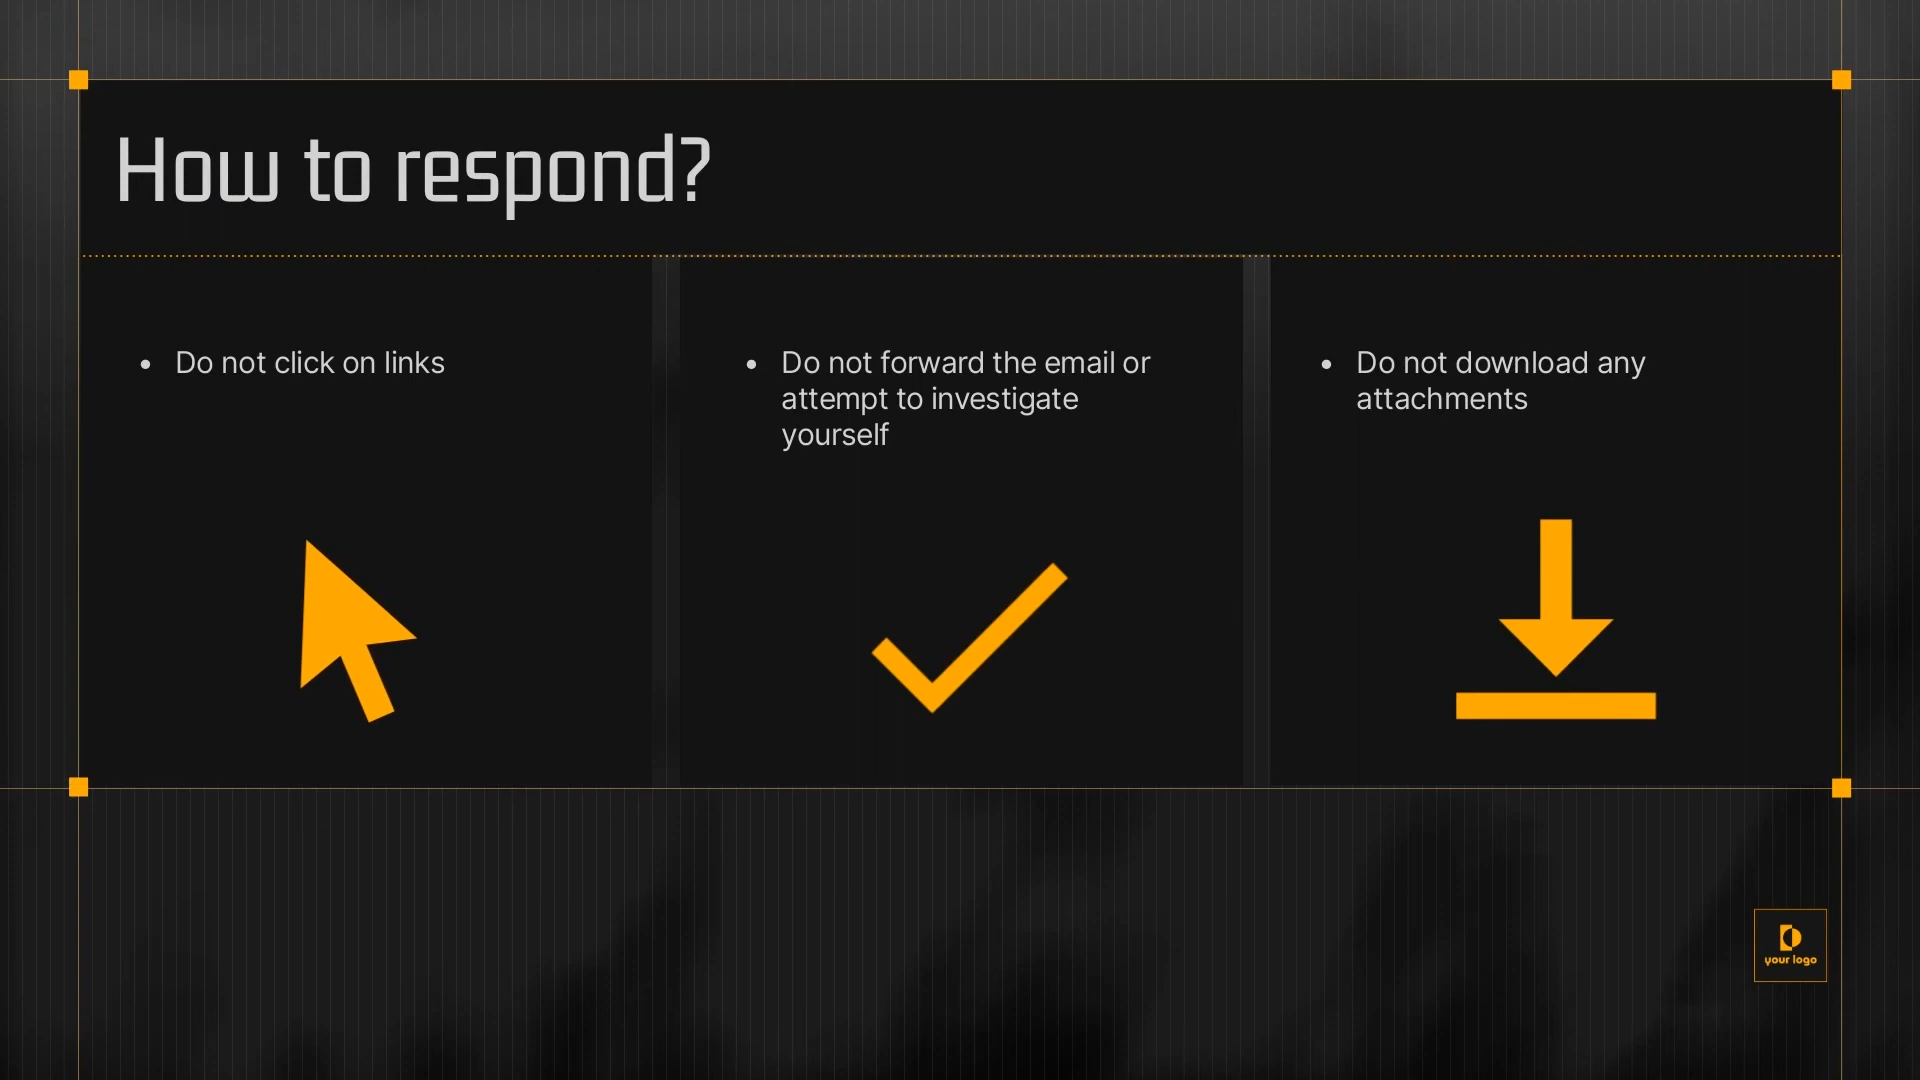 How to respond?
• Do not click on links
• Do not forward the email or
attempt to investigate
yourself
• Do not download any
attachments
your logo